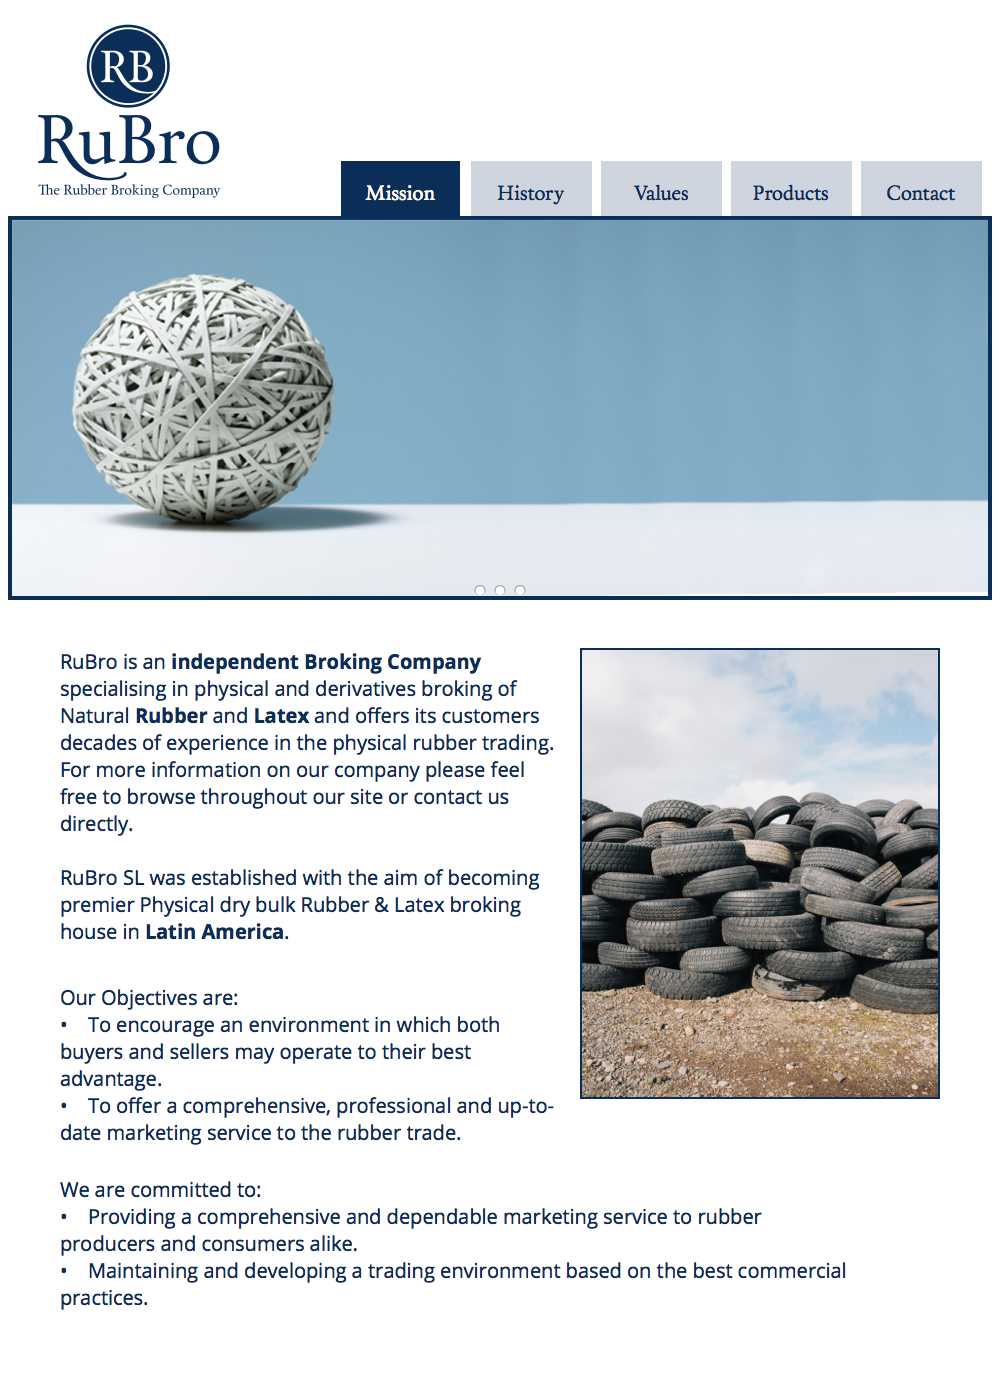 RB
RuBro
The Rubber Broking Company
Mission History Values Products Contact
RuBro is an independent Broking Company
specialising in physical and derivatives broking of
Natural Rubber and Latex and offers its customers
decades of experience in the physical rubber trading.
For more information on our company please feel
free to browse throughout our site or contact us
directly.
RuBro SL was established with the aim of becoming
premier Physical dry bulk Rubber & Latex broking
house in Latin America.
Our Objectives are:
• To encourage an environment in which both
buyers and sellers may operate to their best
advantage.
• To offer a comprehensive, professional and up-to-
date marketing service to the rubber trade.
We are committed to:
• Providing a comprehensive and dependable marketing service to rubber
producers and consumers alike.
• Maintaining and developing a trading environment based on the best commercial
practices.